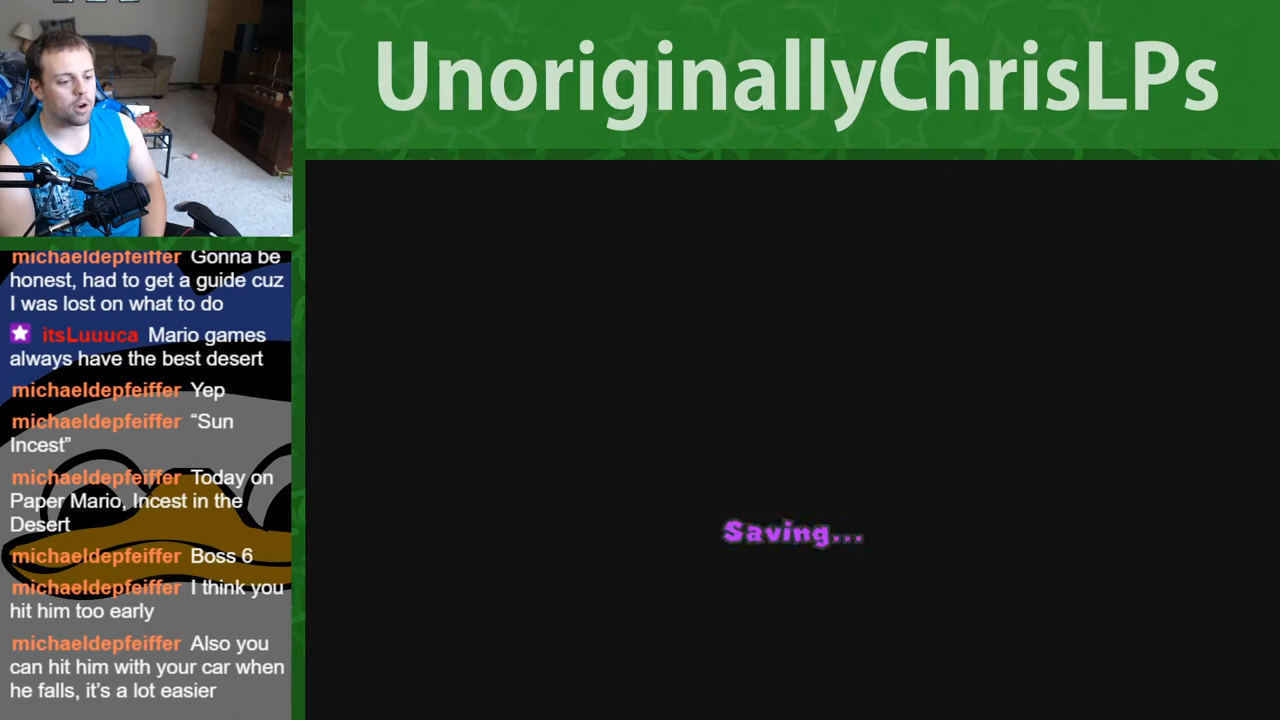 UnoriginallyChrisLPs
michaeldepfeiffer Gonna be
honest, had to get a guide cuz
I was lost on what to do
itsLuuuca Mario games
always have the best desert
michaeldepfeiffer Yep
michaeldepfeiffer “Sun
Incest”
michaeldepfeiffer Today on
Paper Mario, Incest in the
Desert
michaeldepfeiffer Boss 6
michaeldepfeiffer I think you
hit him too early
michaeldepfeiffer Also you
can hit him with your car when
he falls, it’s a lot easier
Saving...